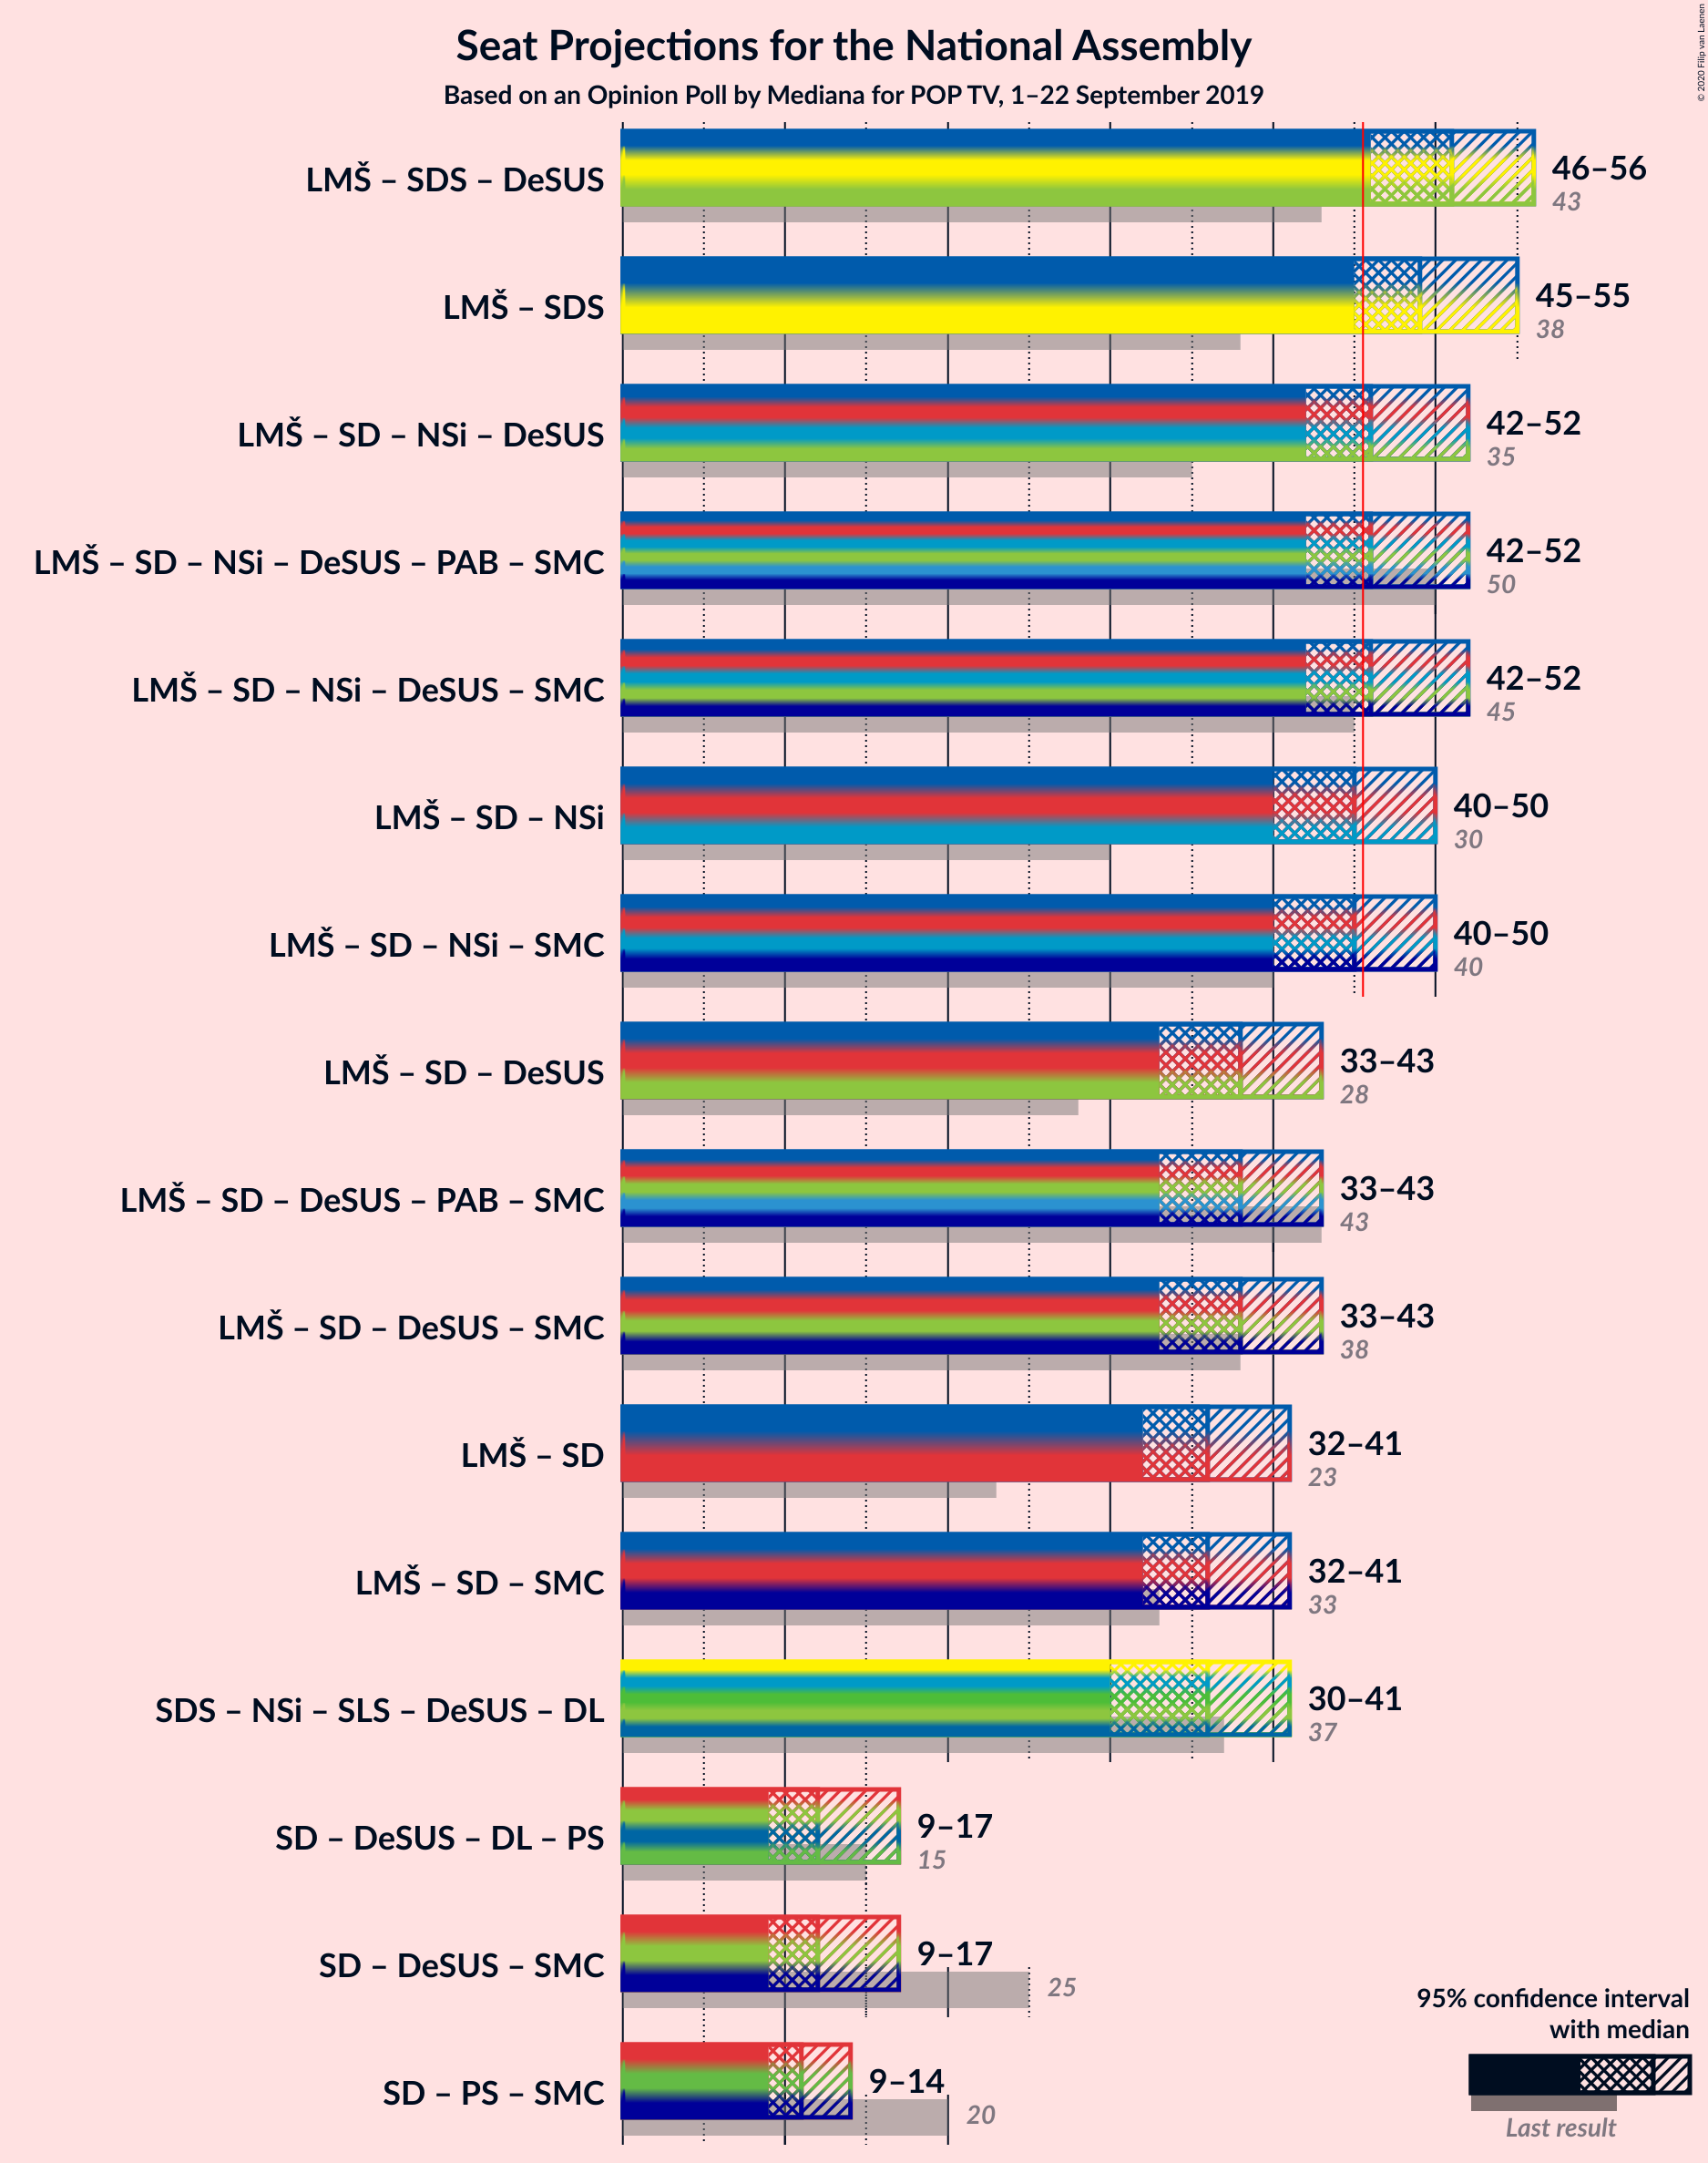 Seat Projections for the National Assembly
Based on an Opinion Poll by Mediana for POP TV, 1–22 September 2019
© 2020 Filip van Laenen
LMŠ – SDS – DeSUS
46–56
43
LMŠ – SDS
45–55
38
LMŠ – SD – NSi – DeSUS
42–52
35
LMŠ – SD – NSi – DeSUS – PAB – SMC
42–52
50
LMŠ – SD – NSi – DeSUS – SMC
42–52
45
LMŠ – SD – NSi
40–50
30
LMŠ – SD – NSi – SMC
40–50
40
LMŠ – SD – DeSUS
33–43
28
LMŠ – SD – DeSUS – PAB – SMC
33–43
43
LMŠ – SD – DeSUS – SMC
33–43
38
LMŠ – SD
32–41
23
LMŠ – SD – SMC
32–41
33
SDS – NSi – SLS – DeSUS – DL
30–41
37
SD – DeSUS – DL – PS
9–17
15
SD – DeSUS – SMC
9–17
25
SD – PS – SMC
9–14
20
95% confidence interval
with median
Last result